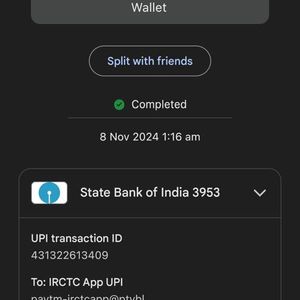 Wallet
Split with friends
Completed
8 Nov 2024 1:16 am
State Bank of India 3953
UPI transaction ID
431322613409
To: IRCTC App UPI
paytm-irctcapp@ptybl